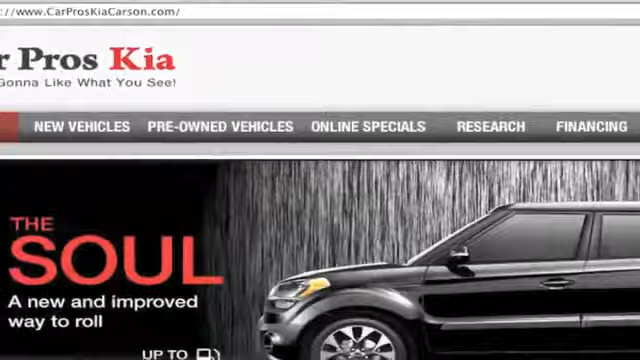 ://www.CarProsKiaCarson.com/
r Pros Kia
Gonna Like What You See!
NEW VEHICLES PRE-OWNED VEHICLES ONLINE SPECIALS RESEARCH FINANCING
THE
SOUL
A new and improved
way to roll
UP TO